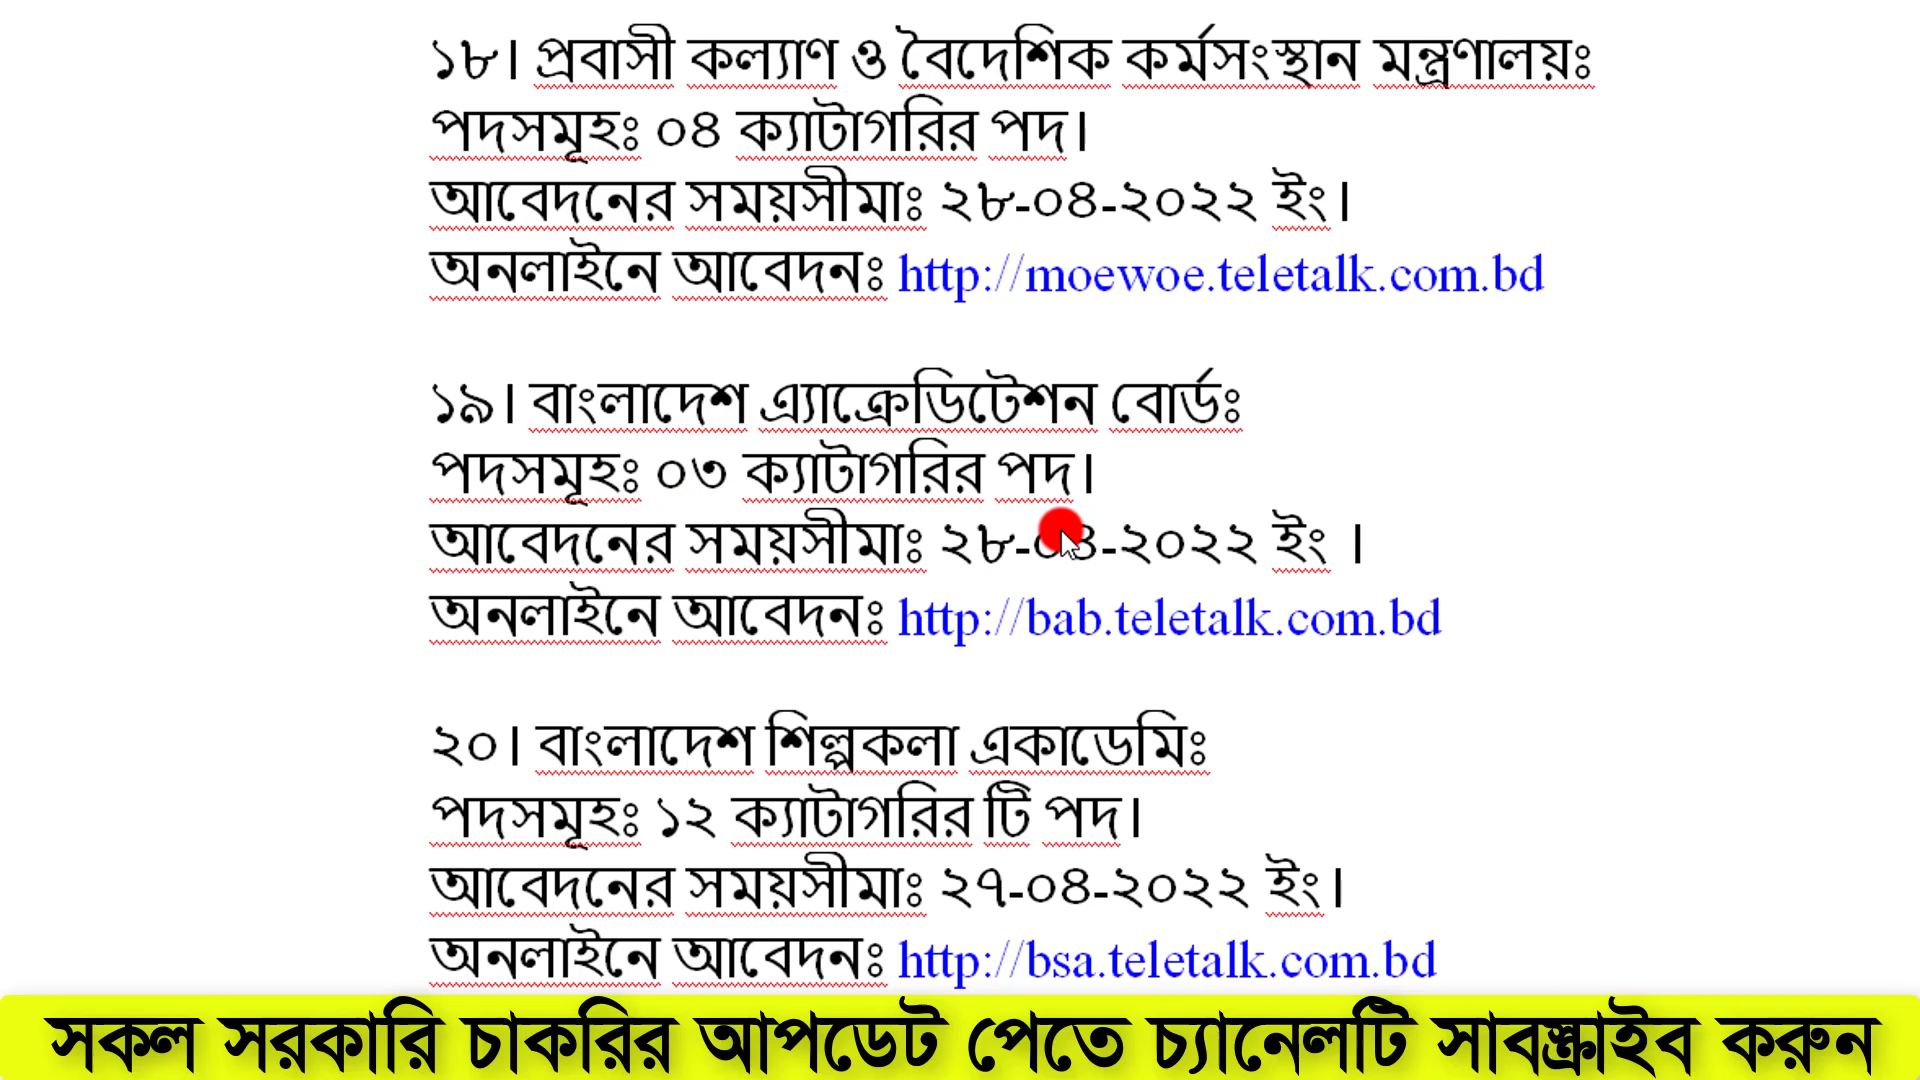 ১৮। প্রবাসী কল্যাণ ও বৈদেশিক কর্মসংস্থান মন্ত্রণালয়ঃ
পদসমূহঃ ০৪ ক্যাটাগরির পদ।
আবেদনের সময়সীমাঃ ২৮-০৪-২০২২ ইং।
অনলাইনে আবেদনঃ http://moewoe.teletalk.com.bd
১৯। বাংলাদেশ এ্যাক্রেডিটেশন বোর্ডঃ
পদসমূহঃ ০৩ ক্যাটাগরির পদ।
আবেদনের সময়সীমাঃ ২৮-০৪-২০২২ ইং ।
অনলাইনে আবেদনঃ http://bab.teletalk.com.bd
২০। বাংলাদেশ শিল্পকলা একাডেমিঃ
পদসমূহঃ ১২ ক্যাটাগরির টি পদ।
আবেদনের সময়সীমাঃ ২৭-০৪-২০২২ ইং।
অনলাইনে আবেদনঃ http://bsa.teletalk.com.bd
সকল সরকারি চাকরির আপডেট পেতে চ্যানেলটি সাবস্ক্রাইব করুন